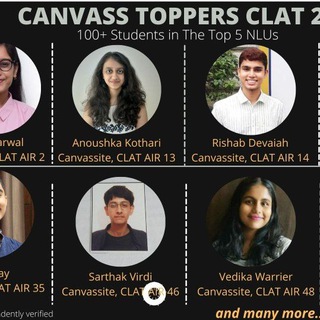 CANVASS TOPPERS CLAT 2
100+ Students in The Top 5 NLUs
Anoushka Kothari
Rishab Devaiah
LAT AIR 2
Canvassite, CLAT AIR 13
Canvassite, CLAT AIR 14
Sarthak Virdi
Vedika Warrier
AT AIR 35
Canvassite, CLAT AIR 46
Canvassite, CLAT AIR 48
dently verified
and many more..